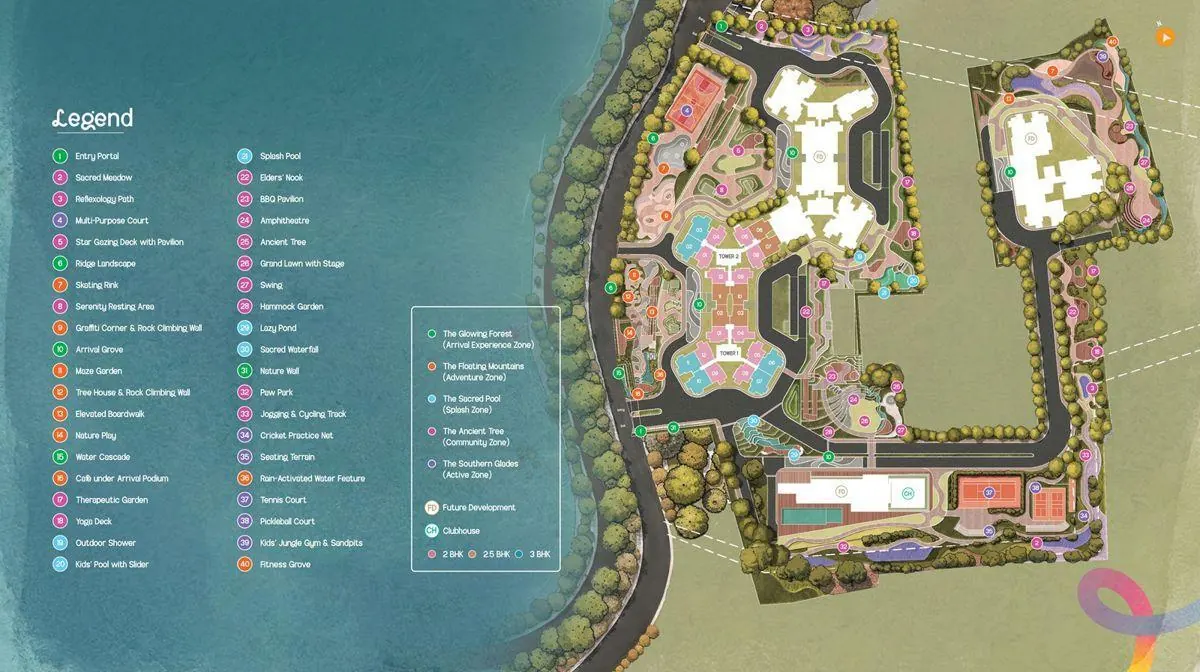 Legend
1 Entry Portal
2 Sacred Meadow
3 Reflexology Path
4 Multi-Purpose Court
5 Star Gazing Deck with Pavilion
6 Ridge Landscape
7 Skating Rink
8 Serenity Resting Area
9 Graffiti Corner & Rock Climbing Wall
10 Arrival Grove
11 Maze Garden
12 Tree House & Rock Climbing Wall
13 Elevated Boardwalk
14 Nature Play
15 Water Cascade
16 Café under Arrival Podium
17 Therapeutic Garden
18 Yoga Deck
19 Outdoor Shower
20 Kids' Pool with Slider
21 Splash Pool
22 Elders' Nook
23 BBQ Pavilion
24 Amphitheatre
25 Ancient Tree
26 Grand Lawn with Stage
27 Swing
28 Hammock Garden
29 Lazy Pond
30 Sacred Waterfall
31 Nature Wall
32 Paw Park
33 Jogging & Cycling Track
34 Cricket Practice Net
35 Seating Terrain
36 Rain-Activated Water Feature
37 Tennis Court
38 Pickleball Court
39 Kids' Jungle Gym & Sandpits
40 Fitness Grove
The Glowing Forest
(Arrival Experience Zone)
The Floating Mountains
(Adventure Zone)
The Sacred Pool
(Splash Zone)
The Ancient Tree
(Community Zone)
The Southern Glades
(Active Zone)
FD Future Development
CH Clubhouse
2 BHK 2.5 BHK 3 BHK
N
FD
FD
TOWER 2
TOWER 1
FD
CH